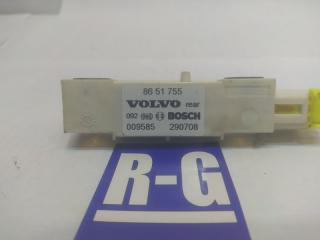 86 51 755
VOLVO rear
092 BOSCH
009585 290708
R-G